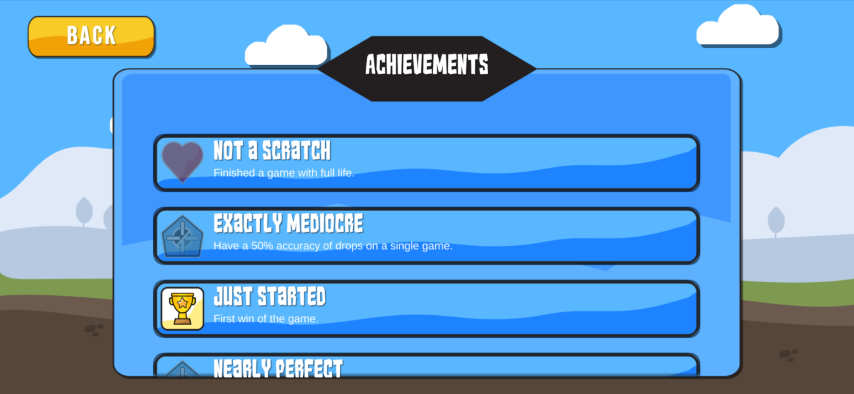 BACK
ACHIEVEMENTS
NOT A SCRATCH
Finished a game with full life.
EXACTLY MEDIOCRE
Have a 50% accuracy of drops on a single game.
JUST STARTED
First win of the game.
NEARLY PERFECT